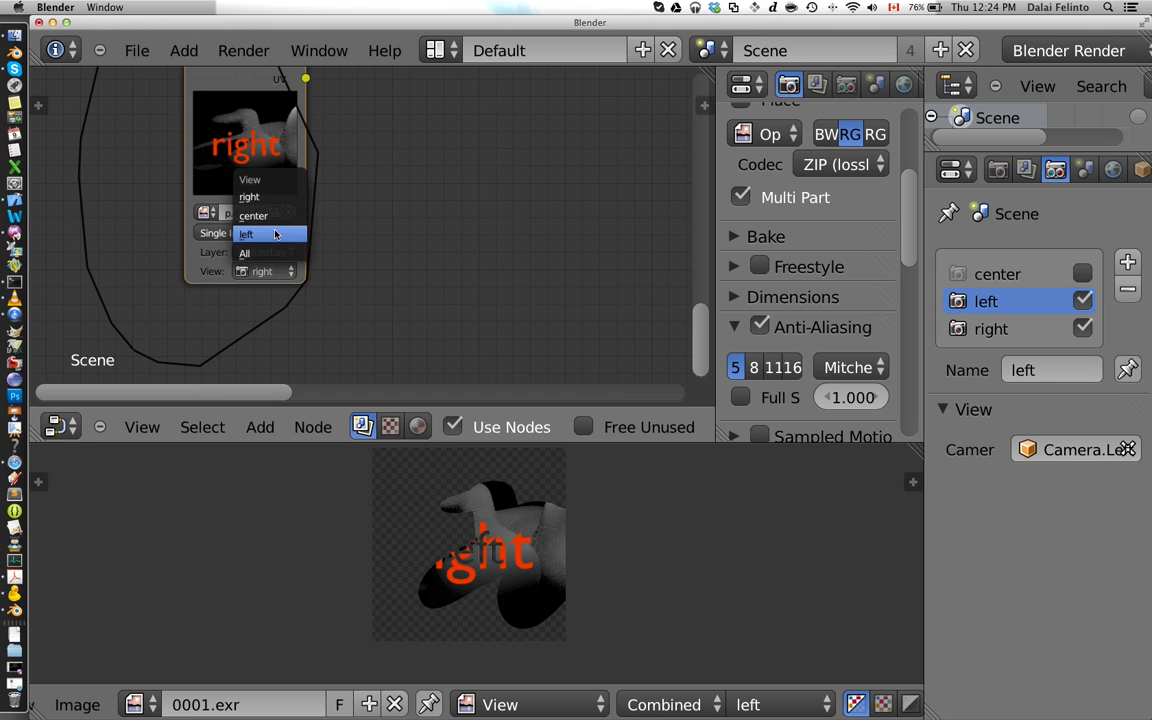 Blender Window 76% Thu 12:24 PM Dalai Felinto
Blender
File Add Render Window Help Default Scene 4 Blender Render
UV
right
View
right
center
left
All
Single I
Layer:
View: right
Scene
View Select Add Node Use Nodes Free Unused
Op BW RG RG
Codec ZIP (lossl
Multi Part
Bake
Freestyle
Dimensions
Anti-Aliasing
5 8 11 16 Mitche
Full S 1.000
Sampled Motio
View Search
Scene
Scene
center
left
right
Name left
View
Camer Camera.Le
right
left
Image 0001.exr F View Combined left